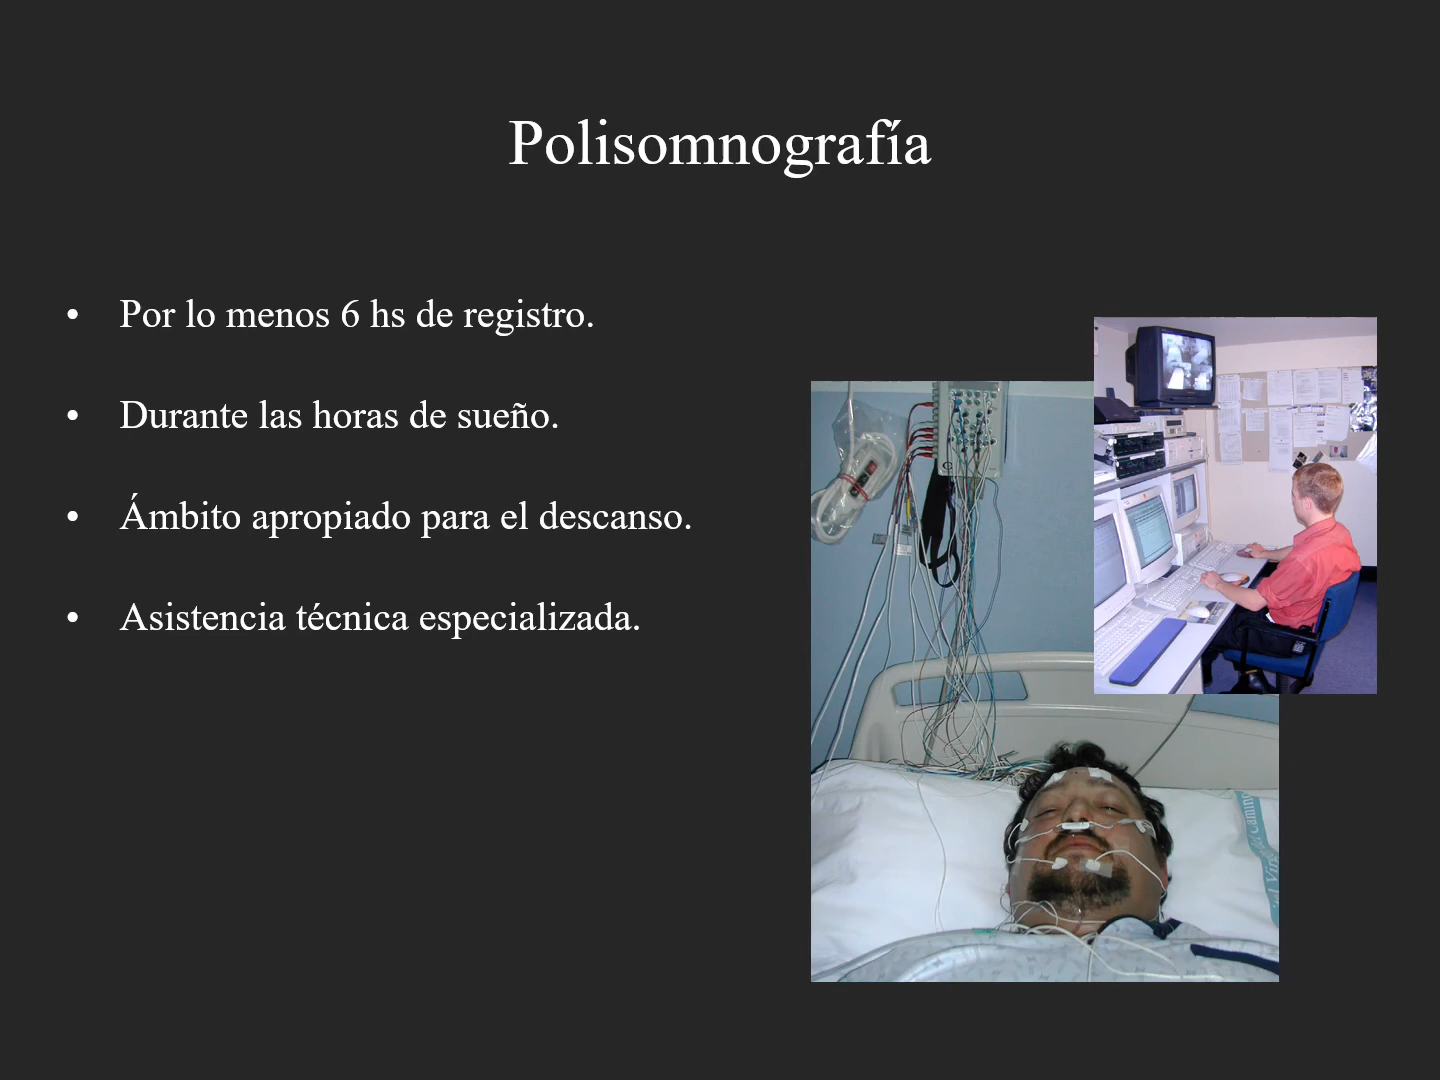 Polisomnografía
• Por lo menos 6 hs de registro.
• Durante las horas de sueño.
• Ámbito apropiado para el descanso.
• Asistencia técnica especializada.